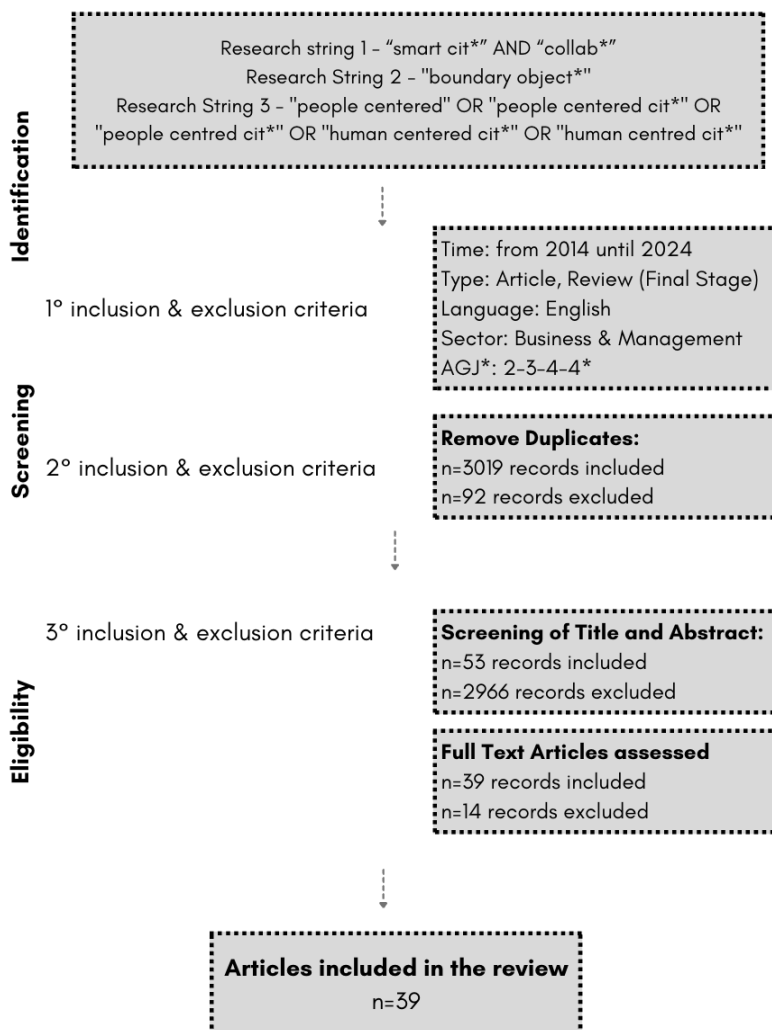 Research string 1 - “smart cit*” AND “collab*”
Research String 2 - "boundary object*"
Research String 3 - "people centered" OR "people centered cit*" OR
"people centred cit*" OR "human centered cit*" OR "human centred cit*"
Identification
1° inclusion & exclusion criteria
Time: from 2014 until 2024
Type: Article, Review (Final Stage)
Language: English
Sector: Business & Management
AGJ*: 2-3-4-4*
Screening
2° inclusion & exclusion criteria
Remove Duplicates:
n=3019 records included
n=92 records excluded
3° inclusion & exclusion criteria
Screening of Title and Abstract:
n=53 records included
n=2966 records excluded
Eligibility
Full Text Articles assessed
n=39 records included
n=14 records excluded
Articles included in the review
n=39